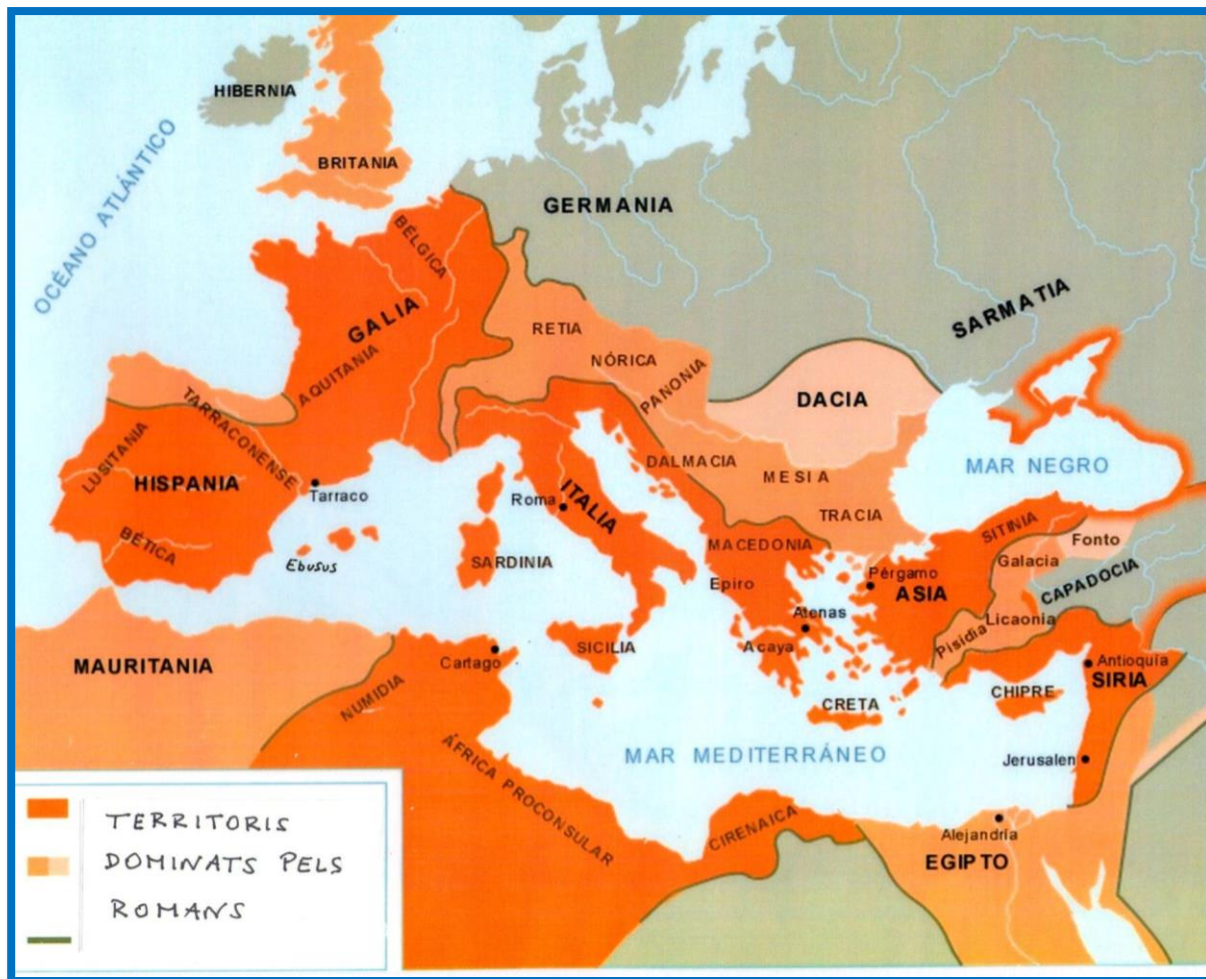 HIBERNIA
BRITANIA
OCÉANO ATLÁNTICO
GERMANIA
BÉLGICA
GALIA
SARMATIA
RETIA
NÓRICA
PANONIA
AQUITANIA
TARRACONENSE
DACIA
LUSITANIA
HISPANIA
Tarraco
BÉTICA
Ebusus
Roma
ITALIA
SARDINIA
DALMACIA
MESIA
TRACIA
MAR NEGRO
MACEDONIA
Epiro
SITINIA
Fonto
Galacia
CAPADOCIA
Pérgamo
ASIA
Atenas
Acaya
Licaonia
Pisidia
MAURITANIA
NUMIDIA
Cartago
SICILIA
CRETA
CHIPRE
Antioquía
SIRIA
MAR MEDITERRÁNEO
Jerusalen
ÁFRICA PROCONSULAR
CIRENAICA
Alejandría
EGIPTO
TERRITORIS
DOMINATS PELS
ROMANS